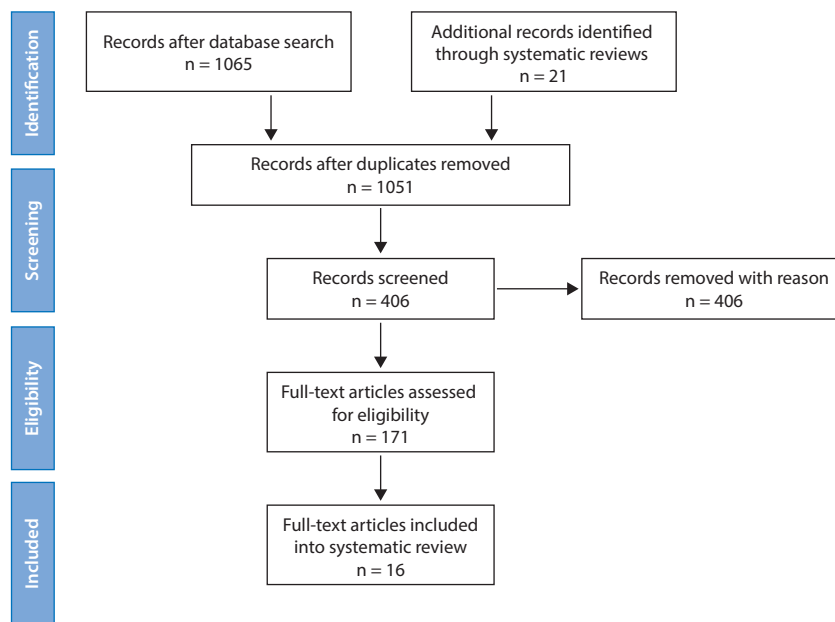 Identification
Records after database search
n = 1065
Additional records identified
through systematic reviews
n = 21
Records after duplicates removed
n = 1051
Screening
Records screened
n = 406
Records removed with reason
n = 406
Eligibility
Full-text articles assessed
for eligibility
n = 171
Included
Full-text articles included
into systematic review
n = 16